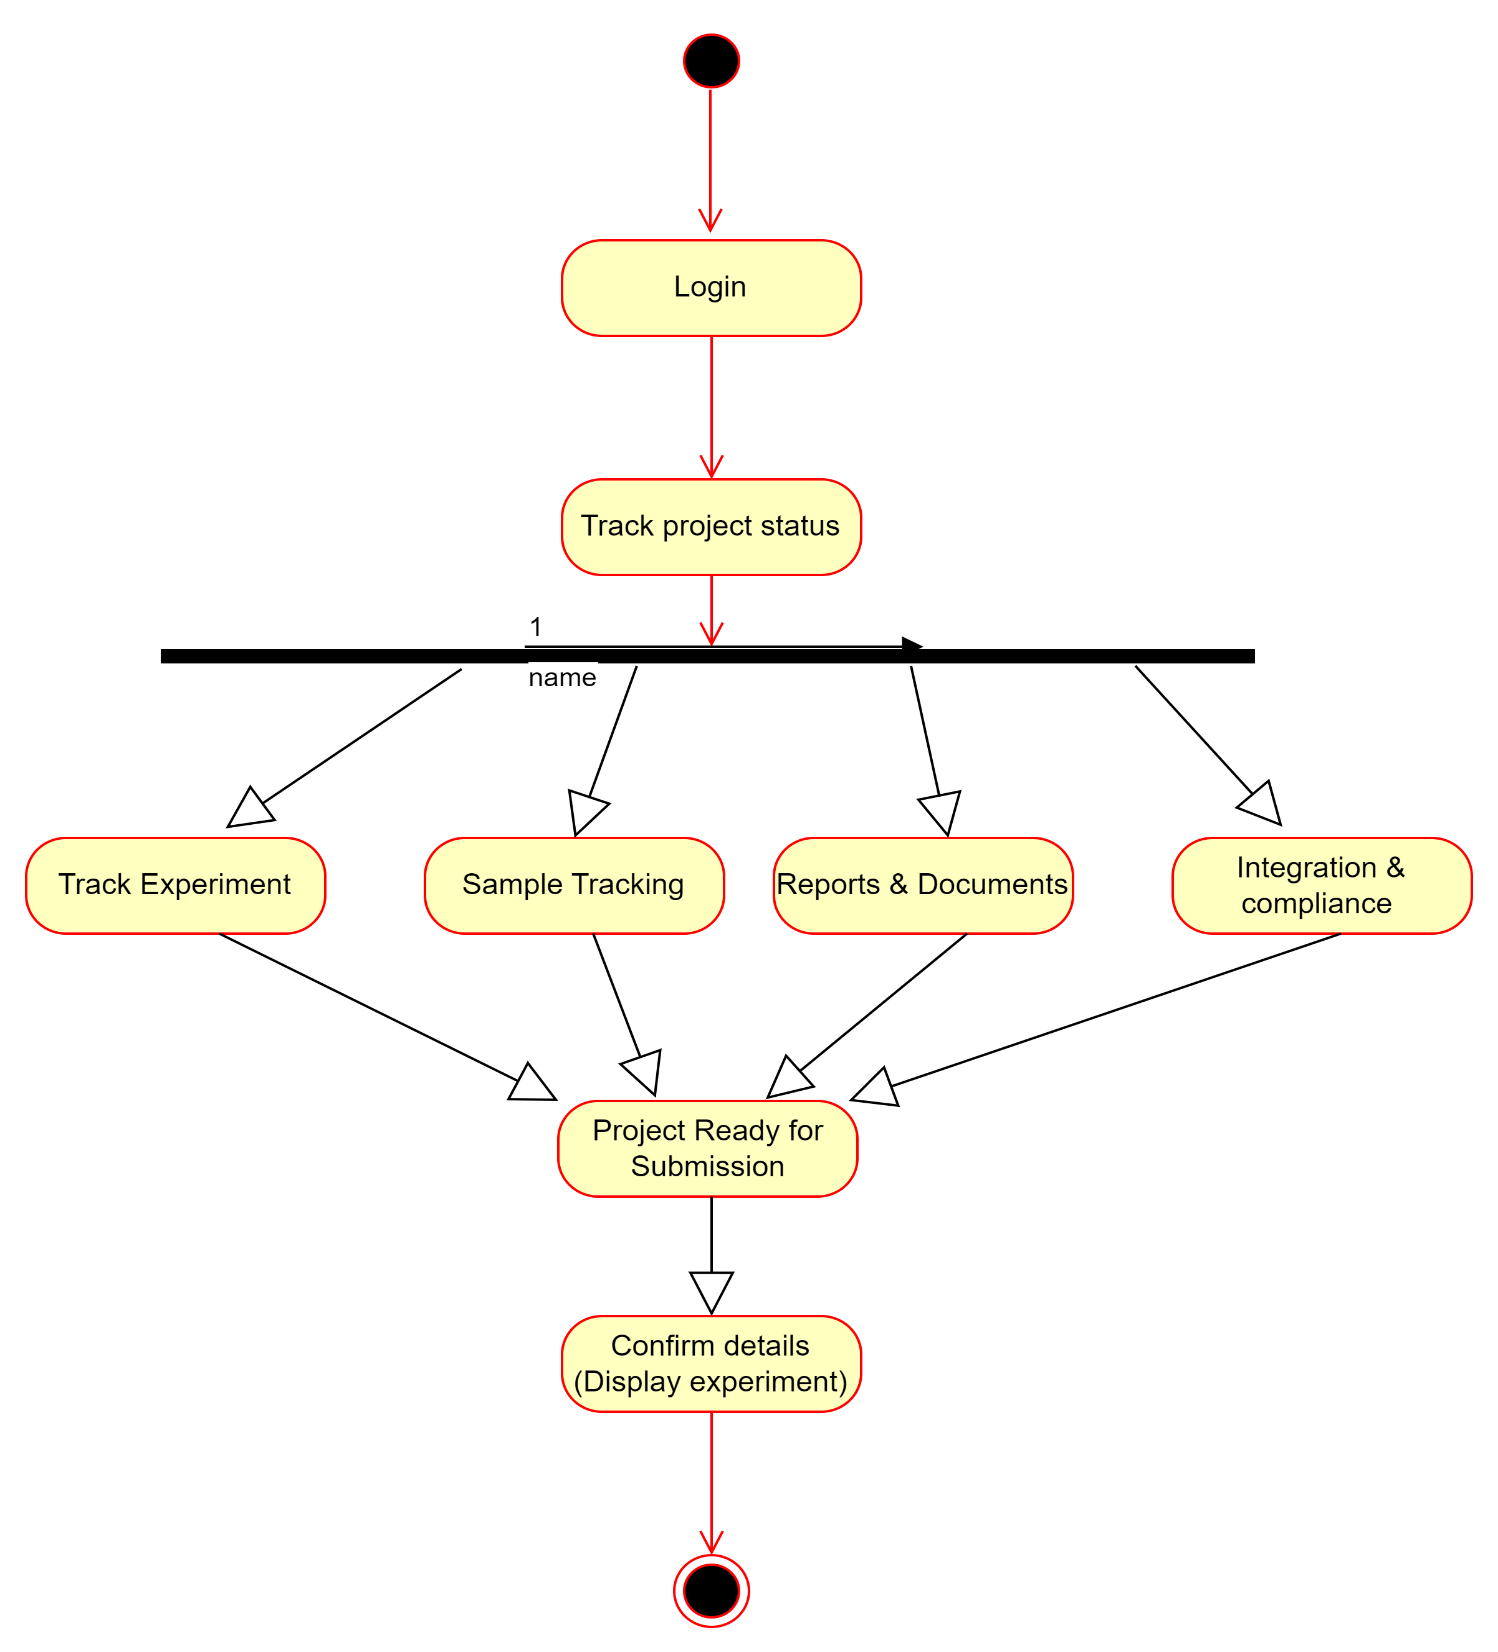 Login
Track project status
1
name
Track Experiment
Sample Tracking
Reports & Documents
Integration &
compliance
Project Ready for
Submission
Confirm details
(Display experiment)